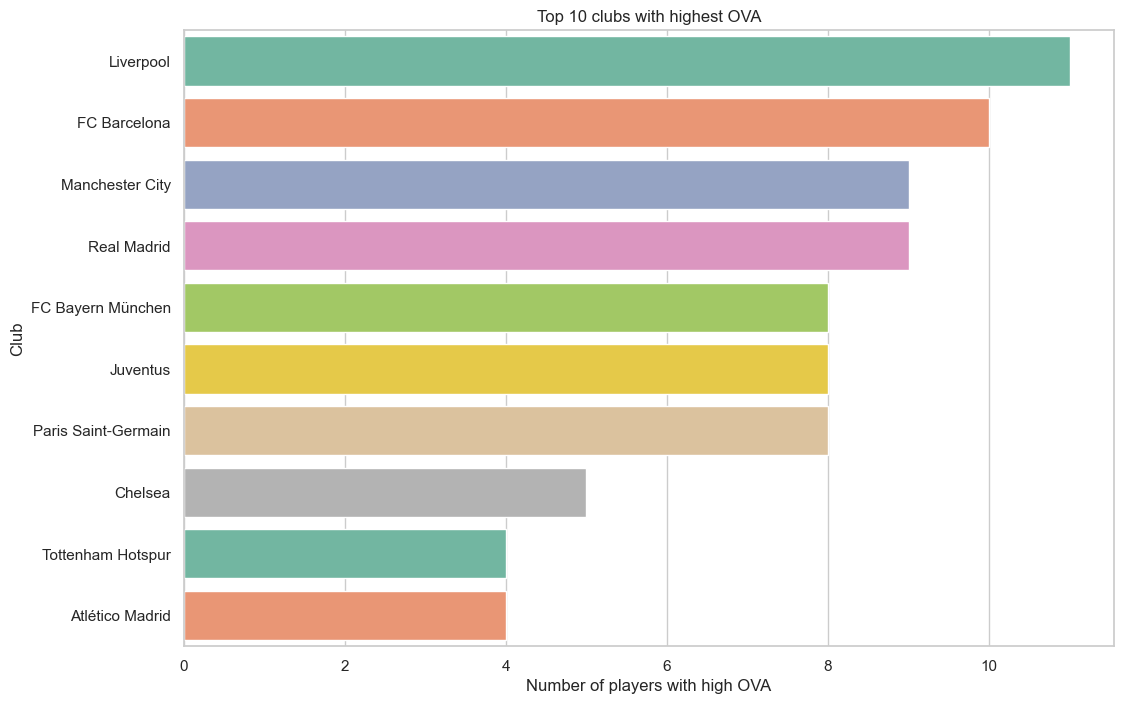 Top 10 clubs with highest OVA
Liverpool
FC Barcelona
Manchester City
Real Madrid
FC Bayern München
Juventus
Paris Saint-Germain
Chelsea
Tottenham Hotspur
Atlético Madrid
Club
0 2 4 6 8 10
Number of players with high OVA